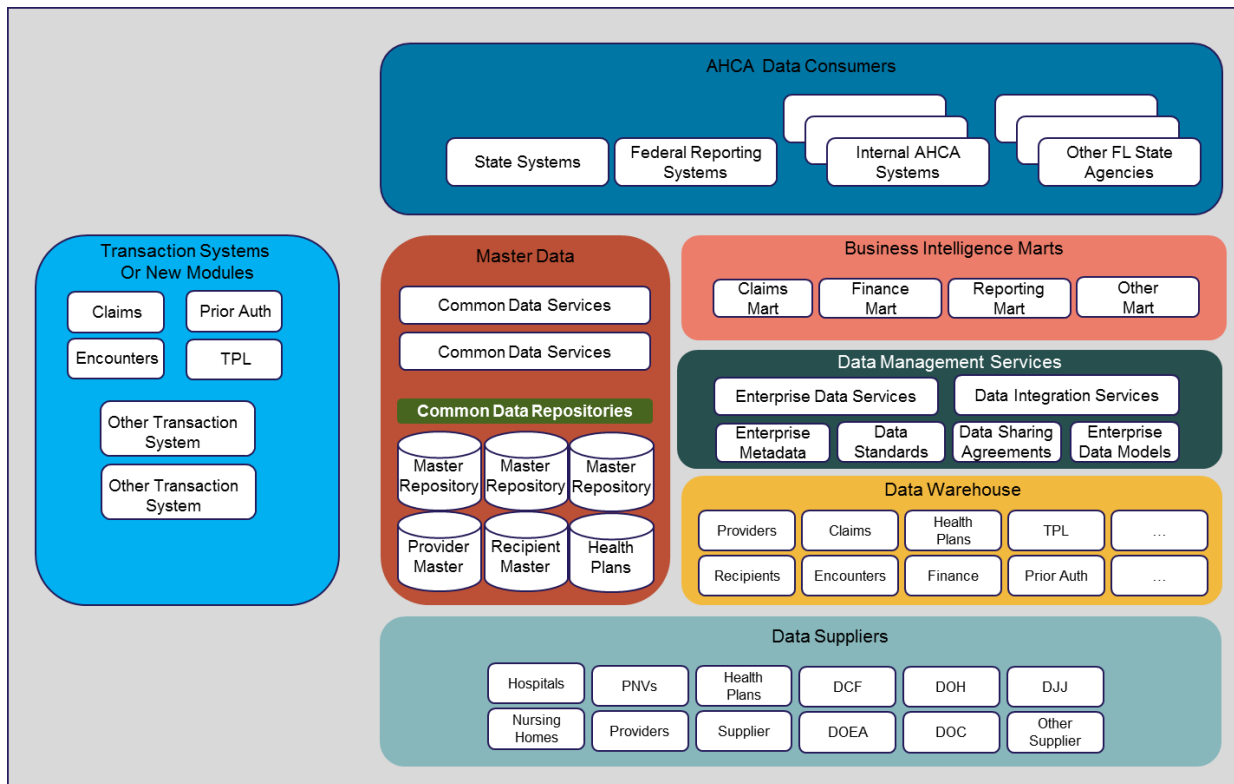 AHCA Data Consumers
State Systems
Federal Reporting
Systems
Internal AHCA
Systems
Other FL State
Agencies
Transaction Systems
Or New Modules
Claims
Prior Auth
Encounters
TPL
Other Transaction
System
Other Transaction
System
Master Data
Common Data Services
Common Data Services
Common Data Repositories
Master
Repository
Master
Repository
Master
Repository
Provider
Master
Recipient
Master
Health
Plans
Business Intelligence Marts
Claims
Mart
Finance
Mart
Reporting
Mart
Other
Mart
Data Management Services
Enterprise Data Services
Data Integration Services
Enterprise
Metadata
Data
Standards
Data Sharing
Agreements
Enterprise
Data Models
Data Warehouse
Providers
Claims
Health
Plans
TPL
...
Recipients
Encounters
Finance
Prior Auth
...
Data Suppliers
Hospitals
PNVs
Health
Plans
DCF
DOH
DJJ
Nursing
Homes
Providers
Supplier
DOEA
DOC
Other
Supplier